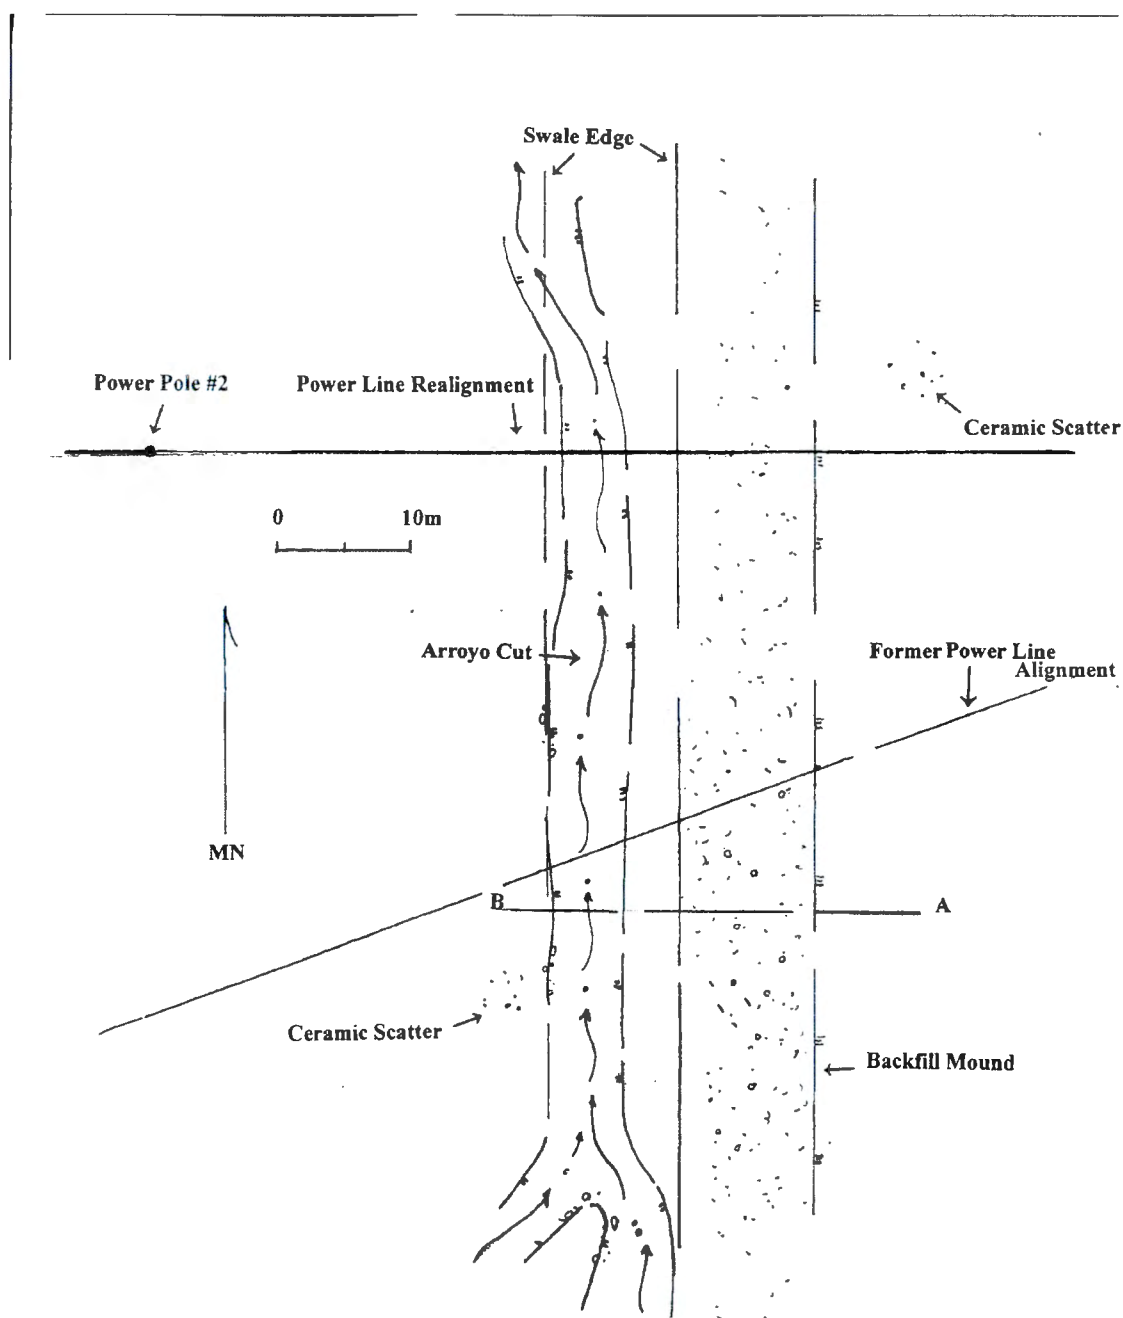 Swale Edge
Power Pole #2
Power Line Realignment
Ceramic Scatter
0 10m
Arroyo Cut
Former Power Line
Alignment
MN
B
A
Ceramic Scatter
Backfill Mound